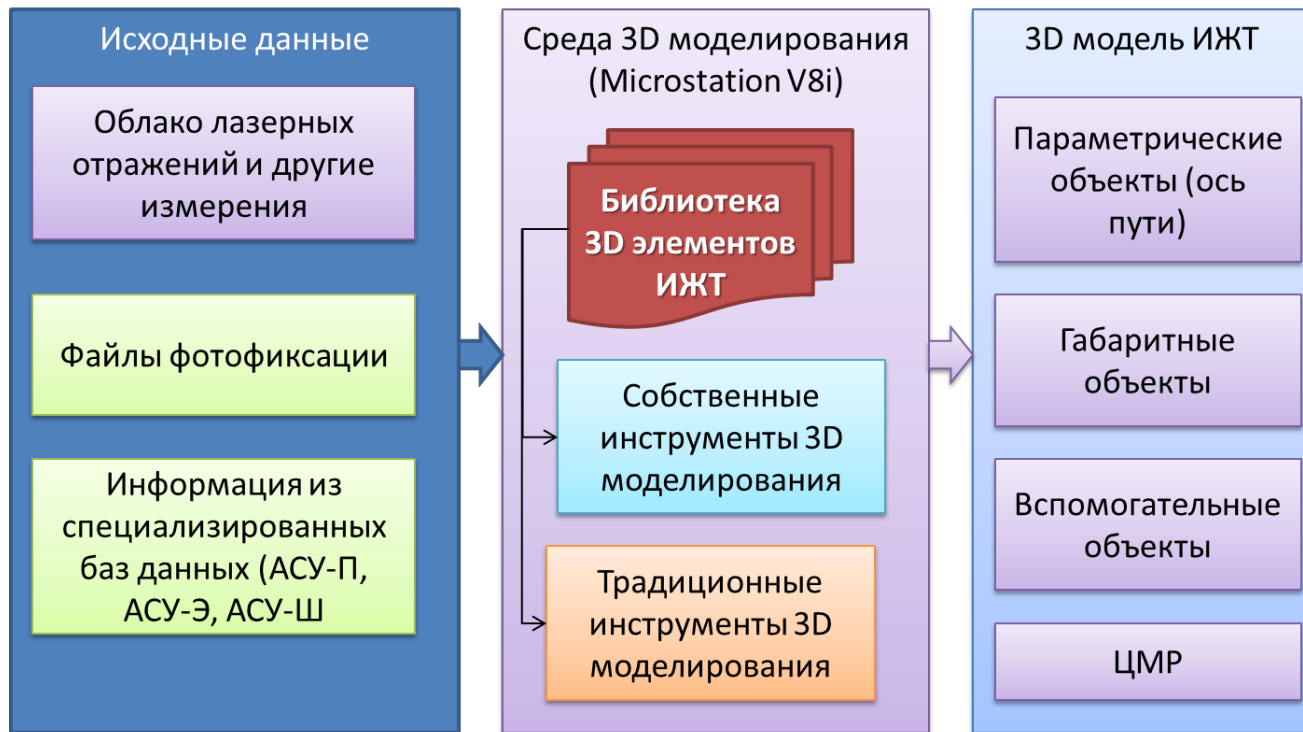 Исходные данные
Облако лазерных
отражений и другие
измерения
Файлы фотофиксации
Информация из
специализированных
баз данных (АСУ-П,
АСУ-Э, АСУ-Ш
Среда 3D моделирования
(Microstation V8i)
Библиотека
3D элементов
ИЖТ
Собственные
инструменты 3D
моделирования
Традиционные
инструменты 3D
моделирования
3D модель ИЖТ
Параметрические
объекты (ось
пути)
Габаритные
объекты
Вспомогательные
объекты
ЦМР